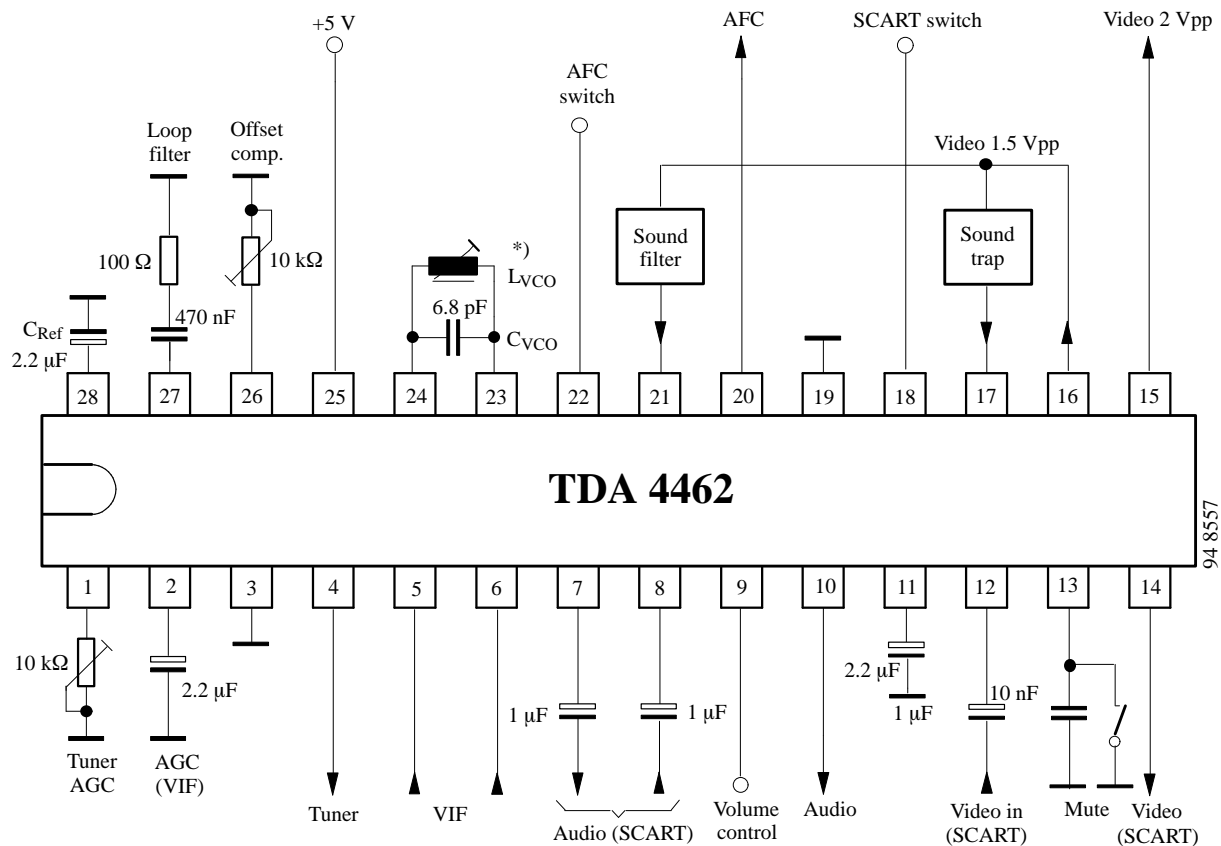 +5 V
AFC
SCART switch
Video 2 Vpp
AFC
switch
Loop
filter
Offset
comp.
Video 1.5 Vpp
Sound
filter
Sound
trap
100 Ω
10 kΩ
*)
L_VCO
6.8 pF
C_VCO
C_Ref
2.2 µF
470 nF
28 27 26 25 24 23 22 21 20 19 18 17 16 15
TDA 4462
94 8557
1 2 3 4 5 6 7 8 9 10 11 12 13 14
10 kΩ
2.2 µF
1 µF
1 µF
2.2 µF
1 µF
10 nF
Tuner
AGC
AGC
(VIF)
Tuner
VIF
Audio (SCART)
Volume
control
Audio
Video in
(SCART)
Mute
Video
(SCART)